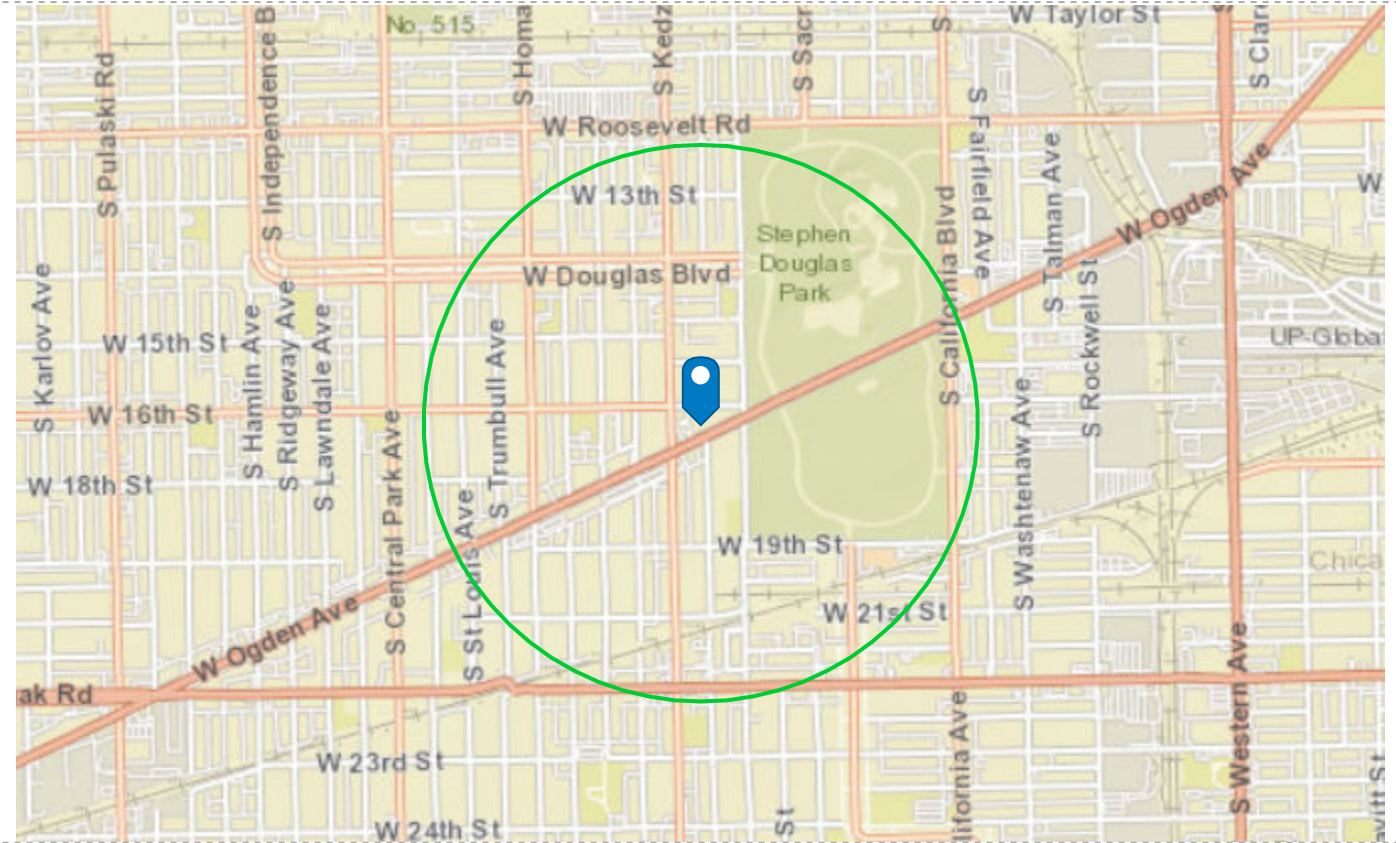 No. 515
W Taylor St
S Pulaski Rd
S Independence B
S Homa
S Kedz
S Sacr
S
S Clar
W Roosevelt Rd
S Fairfield Ave
W 13th St
S Talman Ave
W Ogden Ave
W
Stephen
Douglas
Park
W Douglas Blvd
S California Blvd
S Karlov Ave
W 15th St
S Hamlin Ave
S Ridgeway Ave
S Lawndale Ave
S Trumbull Ave
S Rockwell St
UP-Global
W 16th St
S Central Park Ave
S Washtenaw Ave
W 18th St
S St Louis Ave
W 19th St
Chica
W 21st St
W Ogden Ave
ak Rd
S Western Ave
W 23rd St
lifornia Ave
W 24th St
St
avitt St